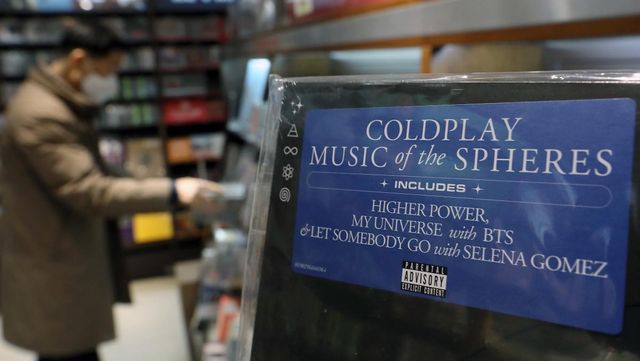 COLDPLAY
MUSIC of the SPHERES
INCLUDES
HIGHER POWER,
MY UNIVERSE with BTS
& LET SOMEBODY GO with SELENA GOMEZ
PARENTAL
ADVISORY
EXPLICIT CONTENT